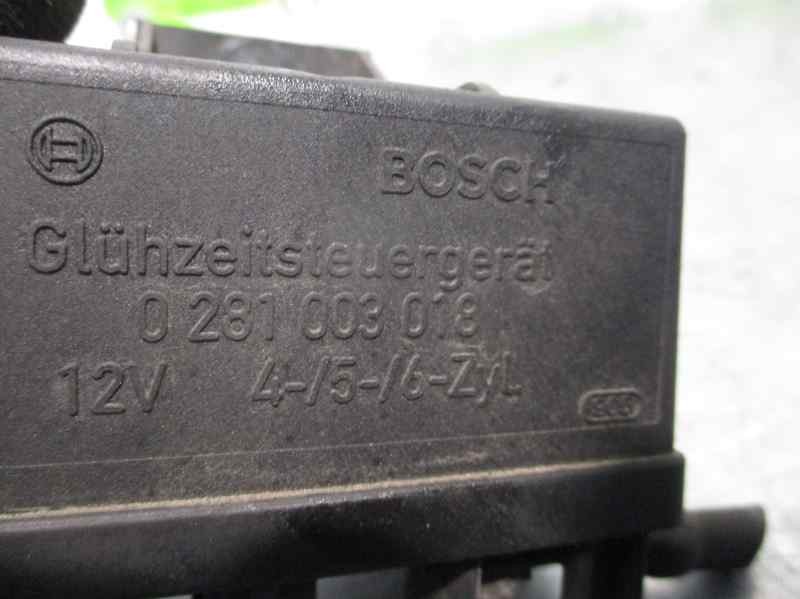 BOSCH
Glühzeitsteuergerät
0 281 003 018
12V 4-/5-/6-Zyl